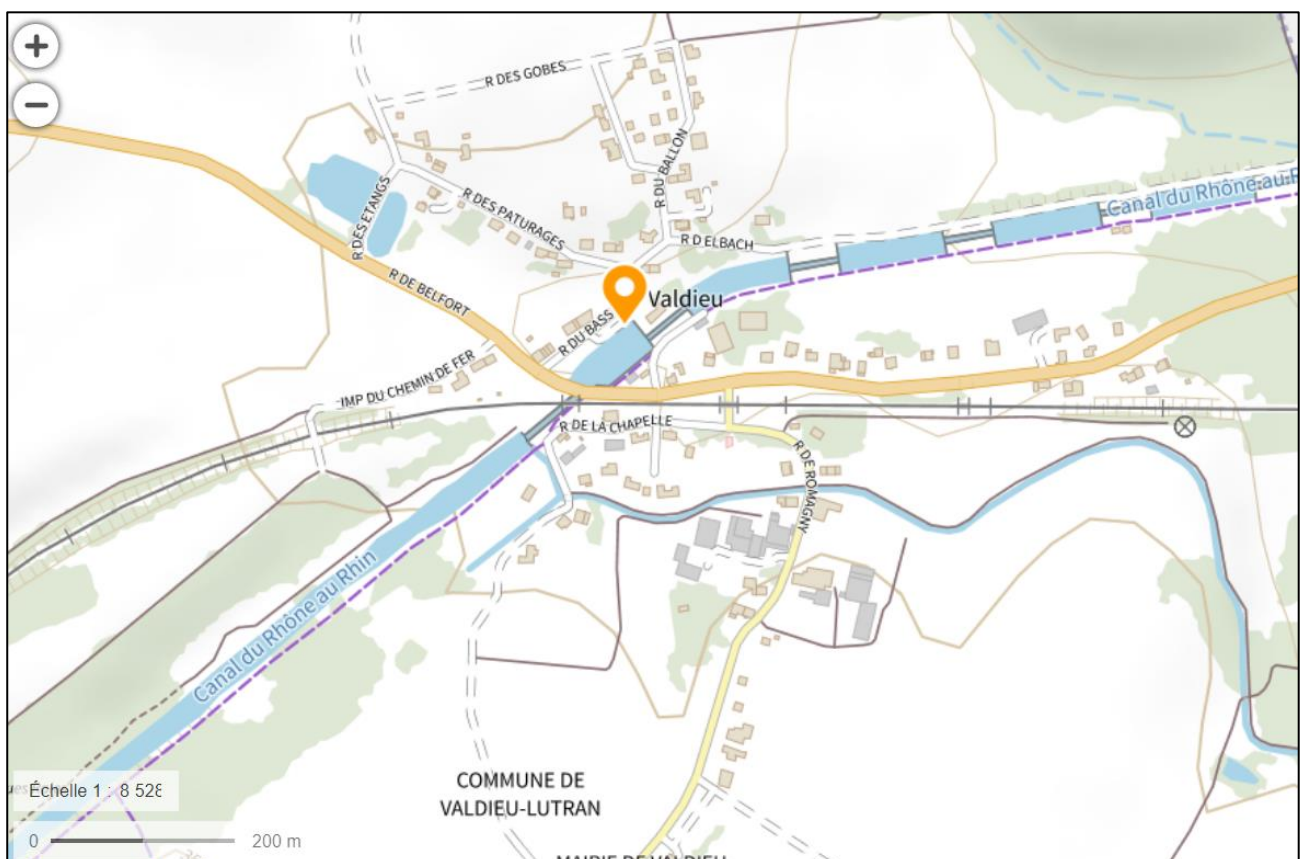 +
R DES GOBES
R DU BALLON
R DES ETANGS
R DES PATURAGES
Canal du Rhône au R
R D ELBACH
R DE BELFORT
Valdieu
R DU BASS
IMP DU CHEMIN DE FER
R DE LA CHAPELLE
R DE ROMAGNY
Canal du Rhône au Rhin
COMMUNE DE
VALDIEU-LUTRAN
Échelle 1 : 8 528
0 200 m
MAIRIE DE VALDIEU